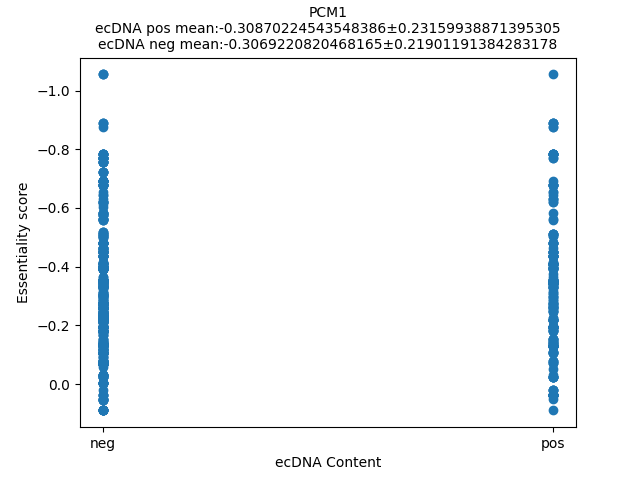 PCM1
ecDNA pos mean:-0.30870224543548386±0.23159938871395305
ecDNA neg mean:-0.3069220820468165±0.21901191384283178
−1.0
−0.8
−0.6
−0.4
−0.2
0.0
Essentiality score
neg
pos
ecDNA Content